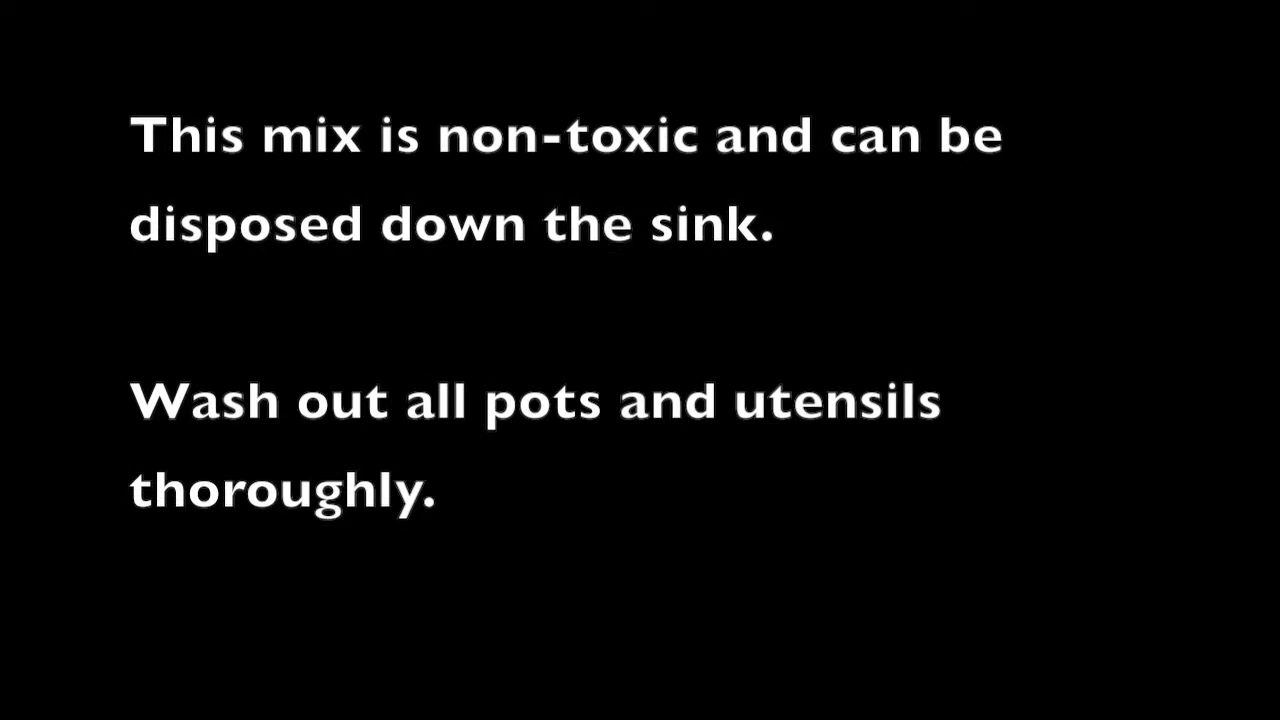 This mix is non-toxic and can be
disposed down the sink.
Wash out all pots and utensils
thoroughly.